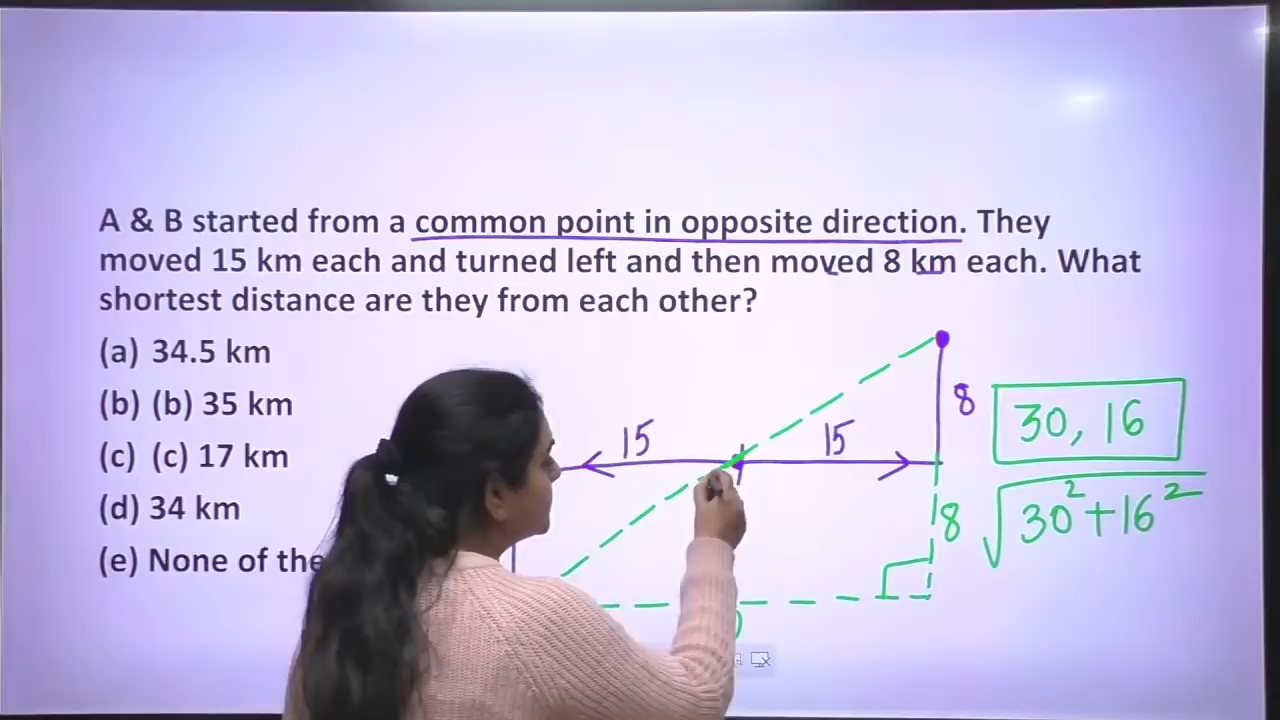 A & B started from a common point in opposite direction. They
moved 15 km each and turned left and then moved 8 km each. What
shortest distance are they from each other?
(a) 34.5 km
(b) (b) 35 km
(c) (c) 17 km
(d) 34 km
(e) None of the
15
15
8
30, 16
8
√30²+16²